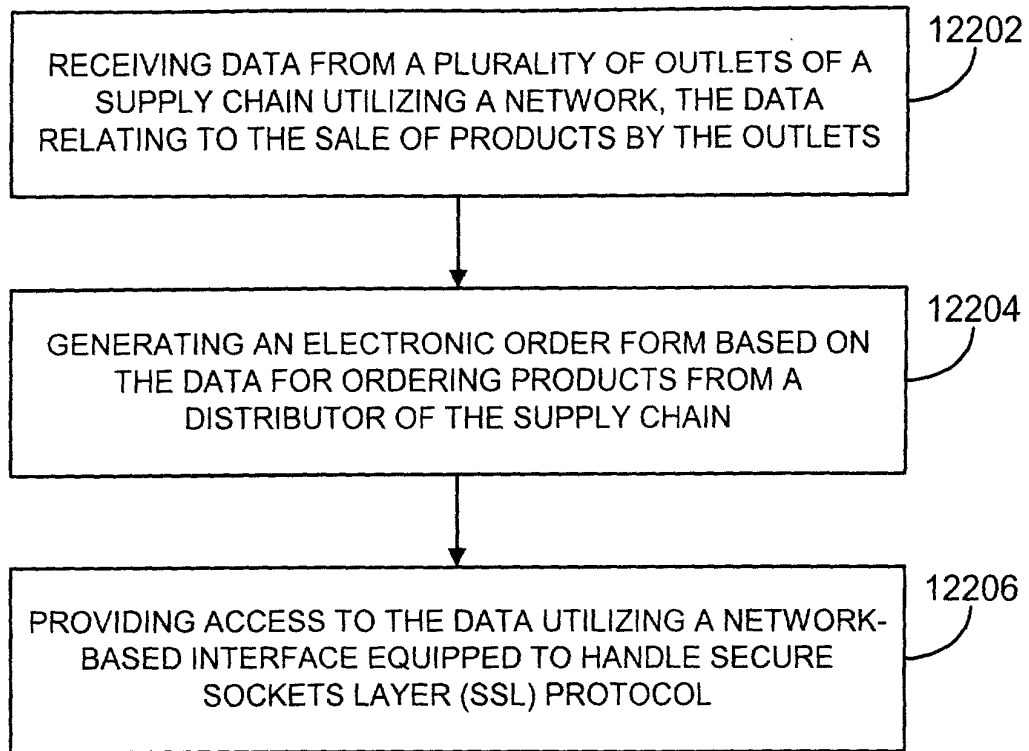 12202
RECEIVING DATA FROM A PLURALITY OF OUTLETS OF A
SUPPLY CHAIN UTILIZING A NETWORK, THE DATA
RELATING TO THE SALE OF PRODUCTS BY THE OUTLETS
12204
GENERATING AN ELECTRONIC ORDER FORM BASED ON
THE DATA FOR ORDERING PRODUCTS FROM A
DISTRIBUTOR OF THE SUPPLY CHAIN
12206
PROVIDING ACCESS TO THE DATA UTILIZING A NETWORK-
BASED INTERFACE EQUIPPED TO HANDLE SECURE
SOCKETS LAYER (SSL) PROTOCOL